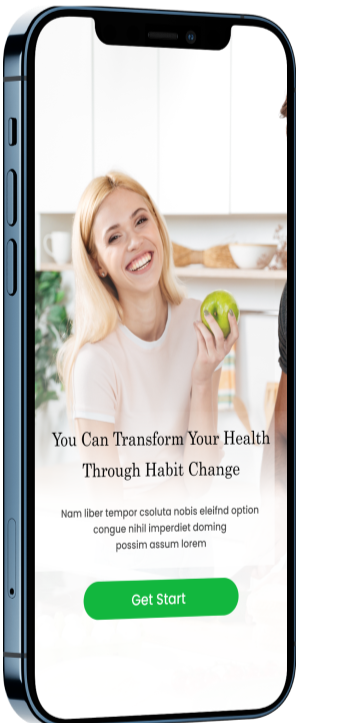 You Can Transform Your Health
Through Habit Change
Nam liber tempor csoluta nobis eleifnd option
congue nihil imperdiet doming
possim assum lorem
Get Start